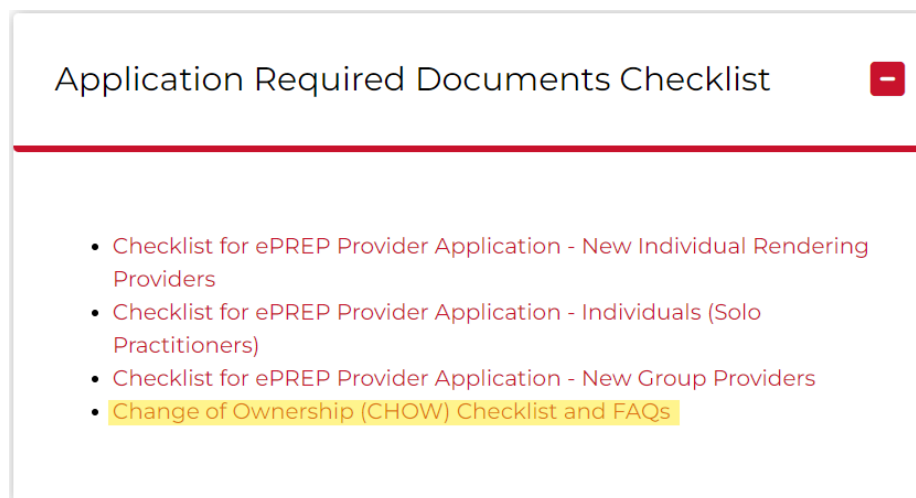 Application Required Documents Checklist
• Checklist for ePREP Provider Application - New Individual Rendering
Providers
• Checklist for ePREP Provider Application - Individuals (Solo
Practitioners)
• Checklist for ePREP Provider Application - New Group Providers
• Change of Ownership (CHOW) Checklist and FAQs